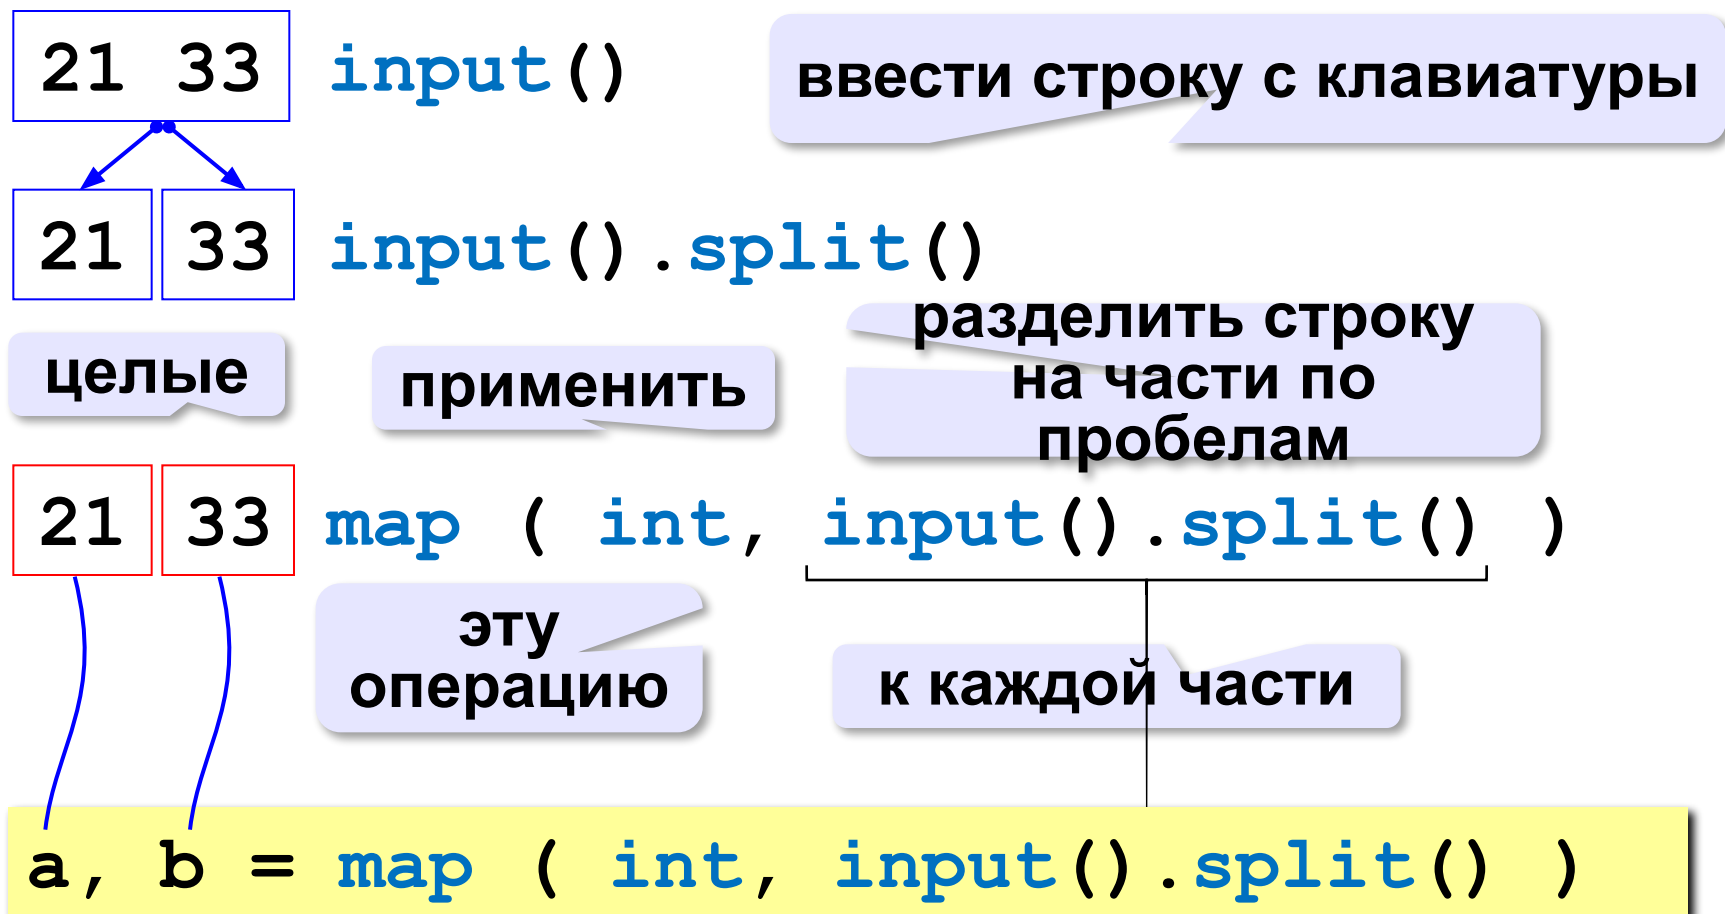 21 33 input() ввести строку с клавиатуры
21 33 input().split()
целые
применить
разделить строку
на части по
пробелам
21 33 map ( int, input().split() )
эту
операцию
к каждой части
a, b = map ( int, input().split() )